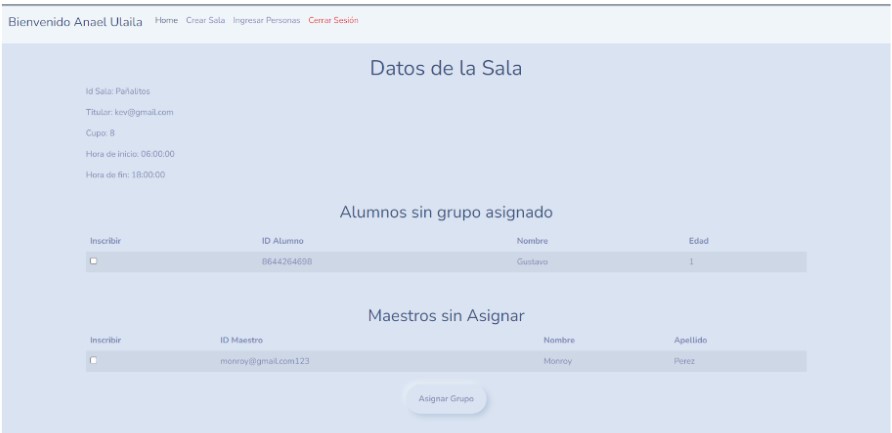 Bienvenido Anael Ulaila Home Crear Sala Ingresar Personas Cerrar Sesión
Datos de la Sala
Id Sala: Pañalitos
Titular: kev@gmail.com
Cupo: 8
Hora de inicio: 06:00:00
Hora de fin: 18:00:00
Alumnos sin grupo asignado
Inscribir ID Alumno Nombre Edad
8644264698 Gustavo 1
Maestros sin Asignar
Inscribir ID Maestro Nombre Apellido
monroy@gmail.com123 Monroy Perez
Asignar Grupo